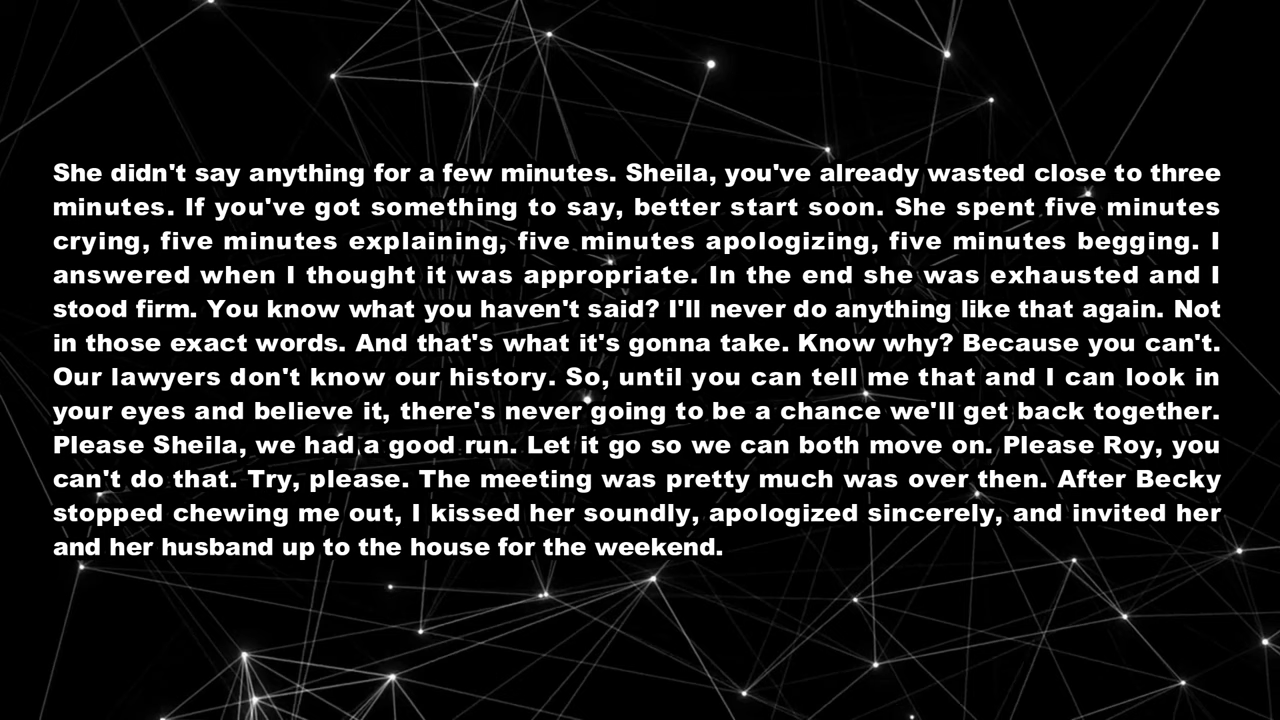 She didn't say anything for a few minutes. Sheila, you've already wasted close to three
minutes. If you've got something to say, better start soon. She spent five minutes
crying, five minutes explaining, five minutes apologizing, five minutes begging. I
answered when I thought it was appropriate. In the end she was exhausted and I
stood firm. You know what you haven't said? I'll never do anything like that again. Not
in those exact words. And that's what it's gonna take. Know why? Because you can't.
Our lawyers don't know our history. So, until you can tell me that and I can look in
your eyes and believe it, there's never going to be a chance we'll get back together.
Please Sheila, we had a good run. Let it go so we can both move on. Please Roy, you
can't do that. Try, please. The meeting was pretty much was over then. After Becky
stopped chewing me out, I kissed her soundly, apologized sincerely, and invited her
and her husband up to the house for the weekend.